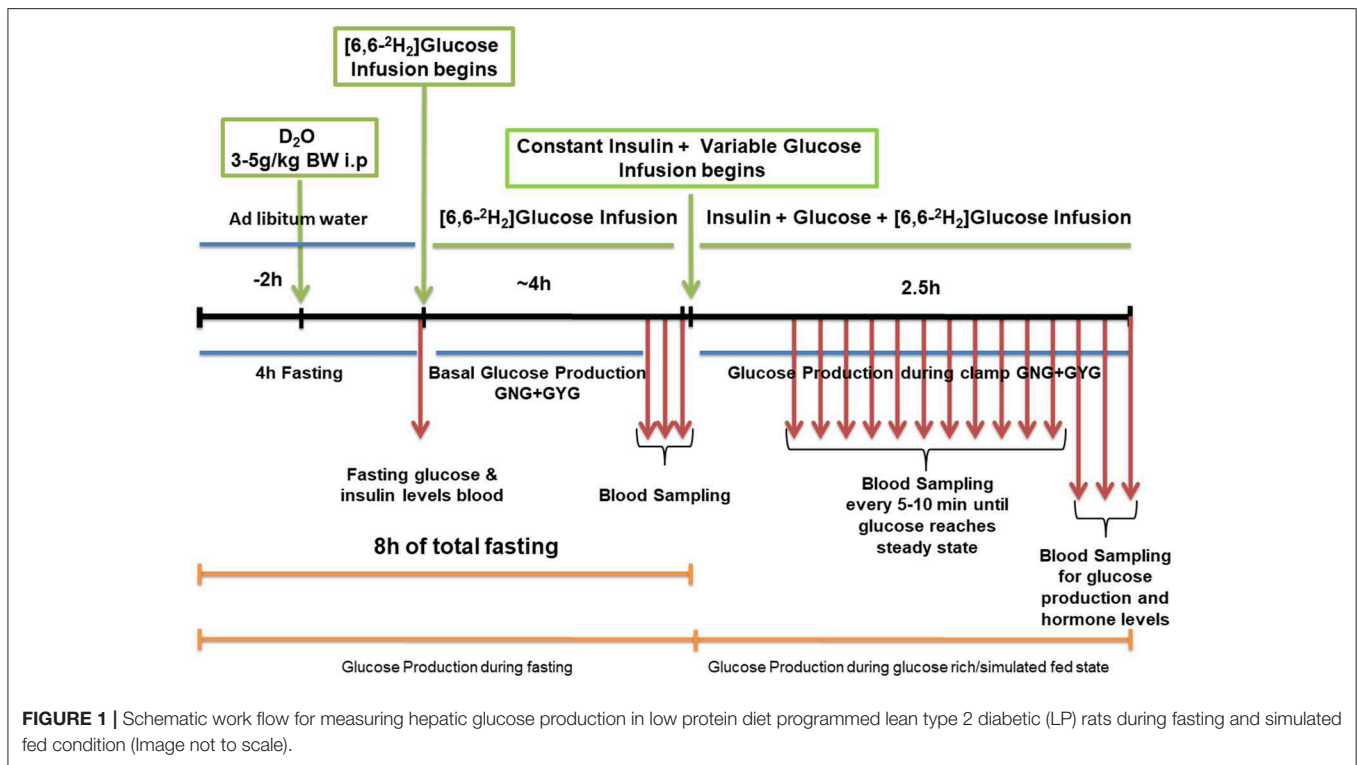 [6,6-²H₂]Glucose
Infusion begins
D₂O
3-5g/kg BW i.p
Constant Insulin + Variable Glucose
Infusion begins
Ad libitum water
[6,6-²H₂]Glucose Infusion
Insulin + Glucose + [6,6-²H₂]Glucose Infusion
-2h
~4h
2.5h
4h Fasting
Basal Glucose Production
GNG+GYG
Glucose Production during clamp GNG+GYG
Fasting glucose &
insulin levels blood
Blood Sampling
Blood Sampling
every 5-10 min until
glucose reaches
steady state
Blood Sampling
for glucose
production and
hormone levels
8h of total fasting
Glucose Production during fasting
Glucose Production during glucose rich/simulated fed state
FIGURE 1 | Schematic work flow for measuring hepatic glucose production in low protein diet programmed lean type 2 diabetic (LP) rats during fasting and simulated
fed condition (Image not to scale).